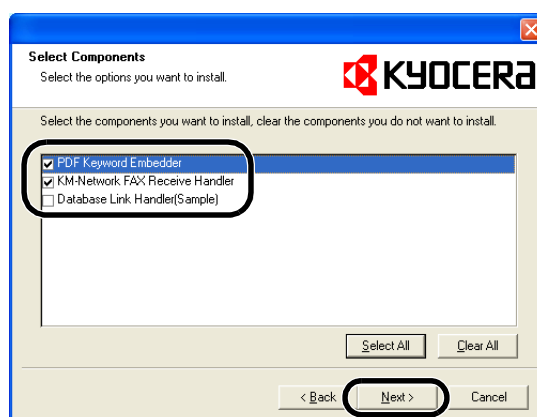 Select Components
Select the options you want to install.
KYOCERa
Select the components you want to install, clear the components you do not want to install.
PDF Keyword Embedder
KM-Network FAX Receive Handler
Database Link Handler(Sample)
Select All Clear All
< Back Next > Cancel